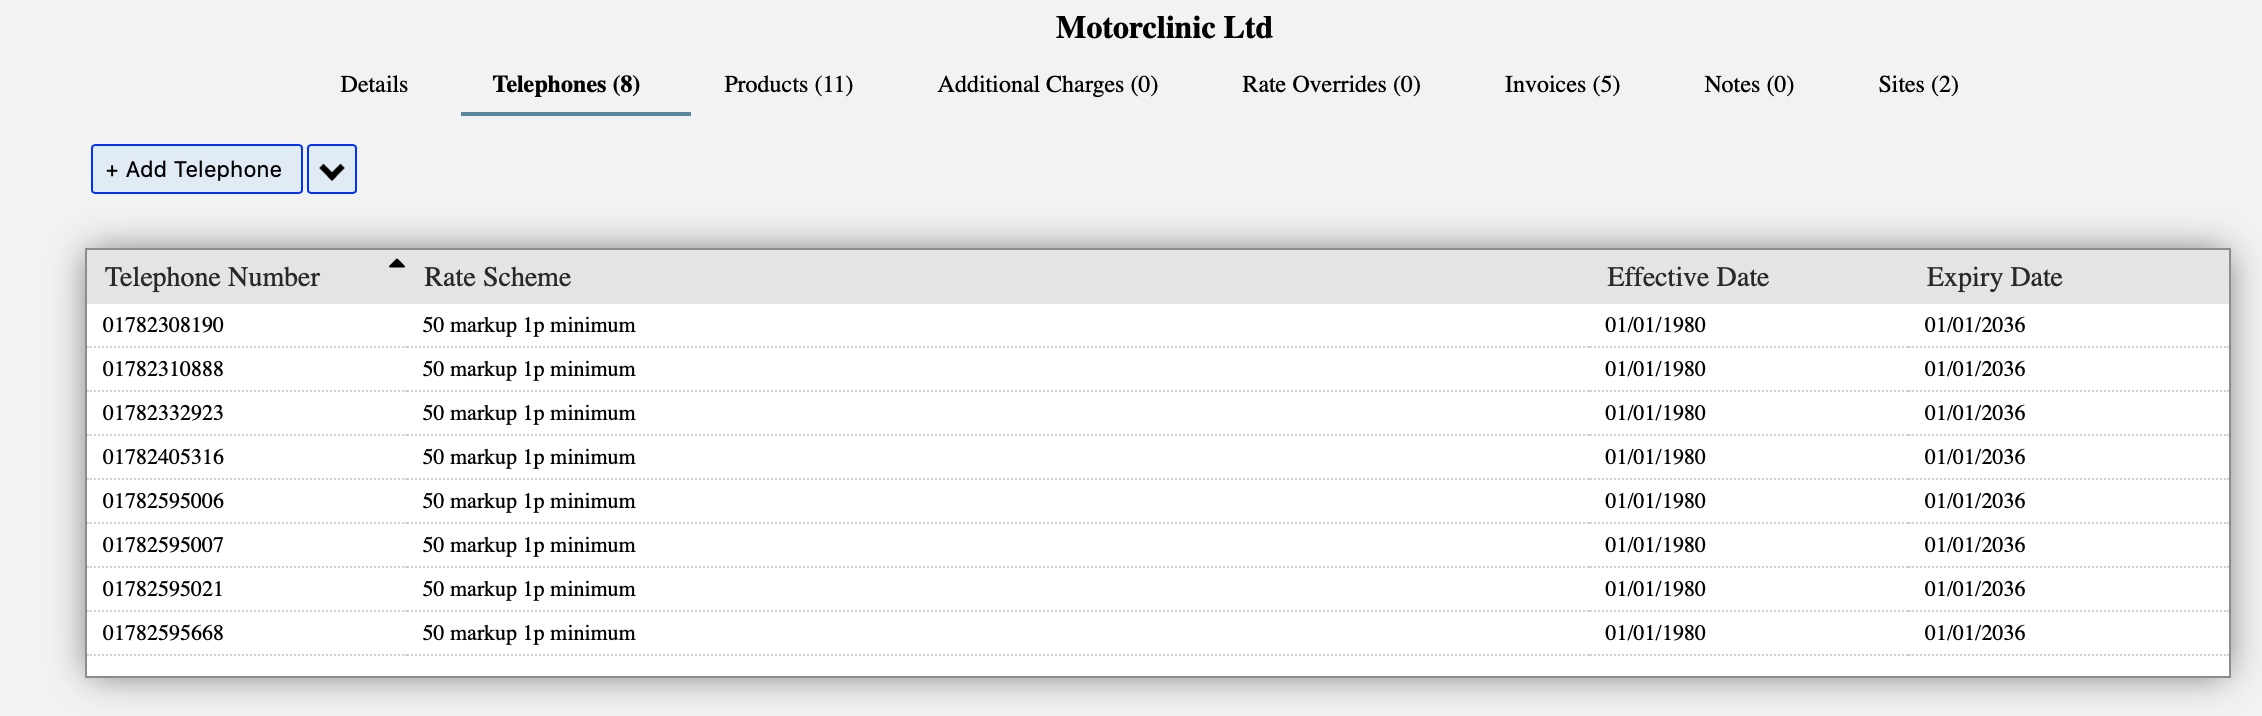 Motorclinic Ltd
Details Telephones (8) Products (11) Additional Charges (0) Rate Overrides (0) Invoices (5) Notes (0) Sites (2)
+ Add Telephone
Telephone Number Rate Scheme Effective Date Expiry Date
01782308190 50 markup 1p minimum 01/01/1980 01/01/2036
01782310888 50 markup 1p minimum 01/01/1980 01/01/2036
01782332923 50 markup 1p minimum 01/01/1980 01/01/2036
01782405316 50 markup 1p minimum 01/01/1980 01/01/2036
01782595006 50 markup 1p minimum 01/01/1980 01/01/2036
01782595007 50 markup 1p minimum 01/01/1980 01/01/2036
01782595021 50 markup 1p minimum 01/01/1980 01/01/2036
01782595668 50 markup 1p minimum 01/01/1980 01/01/2036